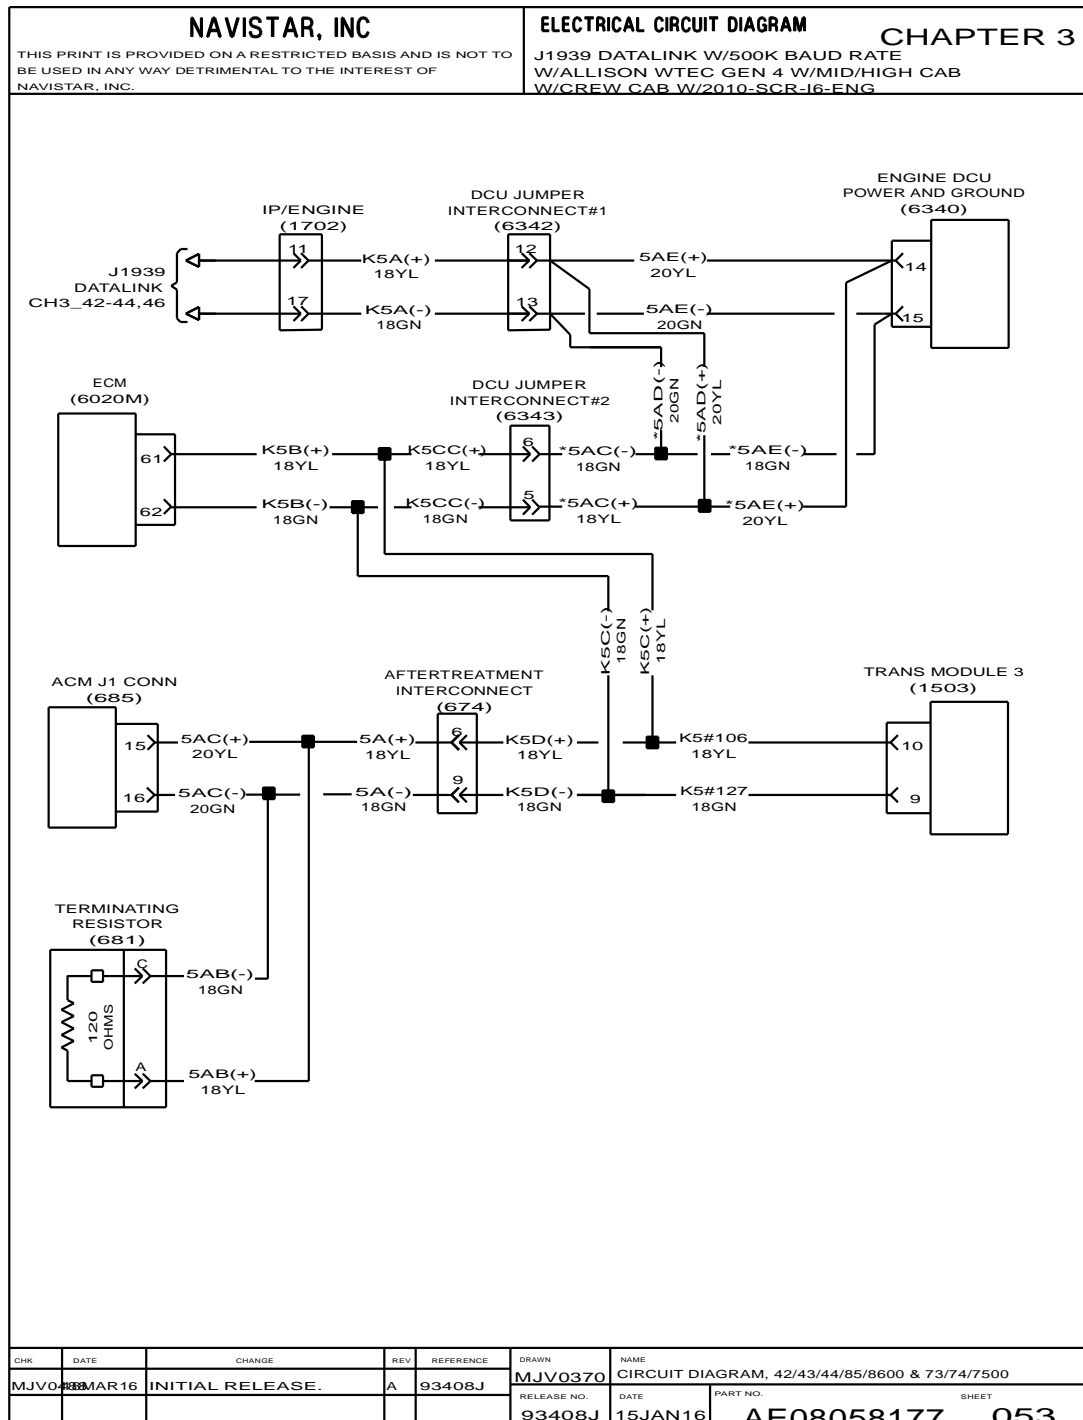 NAVISTAR, INC
THIS PRINT IS PROVIDED ON A RESTRICTED BASIS AND IS NOT TO
BE USED IN ANY WAY DETRIMENTAL TO THE INTEREST OF
NAVISTAR, INC.
ELECTRICAL CIRCUIT DIAGRAM
CHAPTER 3
J1939 DATALINK W/500K BAUD RATE
W/ALLISON WTEC GEN 4 W/MID/HIGH CAB
W/CREW CAB W/2010-SCR-I6-ENG
IP/ENGINE
(1702)
DCU JUMPER
INTERCONNECT#1
(6342)
ENGINE DCU
POWER AND GROUND
(6340)
J1939
DATALINK
CH3_42-44,46
11
K5A(+)
18YL
12
5AE(+)
20YL
14
17
K5A(-)
18GN
13
5AE(-)
20GN
15
*5AD(-)
20GN
*5AD(+)
20YL
ECM
(6020M)
DCU JUMPER
INTERCONNECT#2
(6343)
61
K5B(+)
18YL
K5CC(+)
18YL
6
*5AC(-)
18GN
*5AE(-)
18GN
62
K5B(-)
18GN
K5CC(-)
18GN
5
*5AC(+)
18YL
*5AE(+)
20YL
K5C(-)
18GN
K5C(+)
18YL
ACM J1 CONN
(685)
AFTERTREATMENT
INTERCONNECT
(674)
TRANS MODULE 3
(1503)
15
5AC(+)
20YL
5A(+)
18YL
6
K5D(+)
18YL
K5#106
18YL
10
16
5AC(-)
20GN
5A(-)
18GN
9
K5D(-)
18GN
K5#127
18GN
9
TERMINATING
RESISTOR
(681)
C
5AB(-)
18GN
120
OHMS
A
5AB(+)
18YL
CHK DATE CHANGE REV REFERENCE
INITIAL RELEASE. A 93408J
DRAWN
MJV0370
NAME
CIRCUIT DIAGRAM, 42/43/44/85/8600 & 73/74/7500
RELEASE NO.
93408J
DATE
15JAN16
PART NO.
AE08058177
SHEET
053